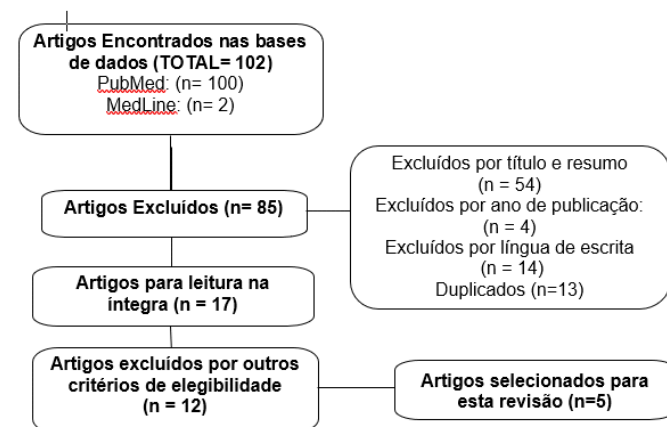 Artigos Encontrados nas bases
de dados (TOTAL= 102)
PubMed: (n= 100)
MedLine: (n= 2)
Artigos Excluídos (n= 85)
Excluídos por título e resumo
(n = 54)
Excluídos por ano de publicação:
(n = 4)
Excluídos por língua de escrita
(n = 14)
Duplicados (n=13)
Artigos para leitura na
íntegra (n = 17)
Artigos excluídos por outros
critérios de elegibilidade
(n = 12)
Artigos selecionados para
esta revisão (n=5)